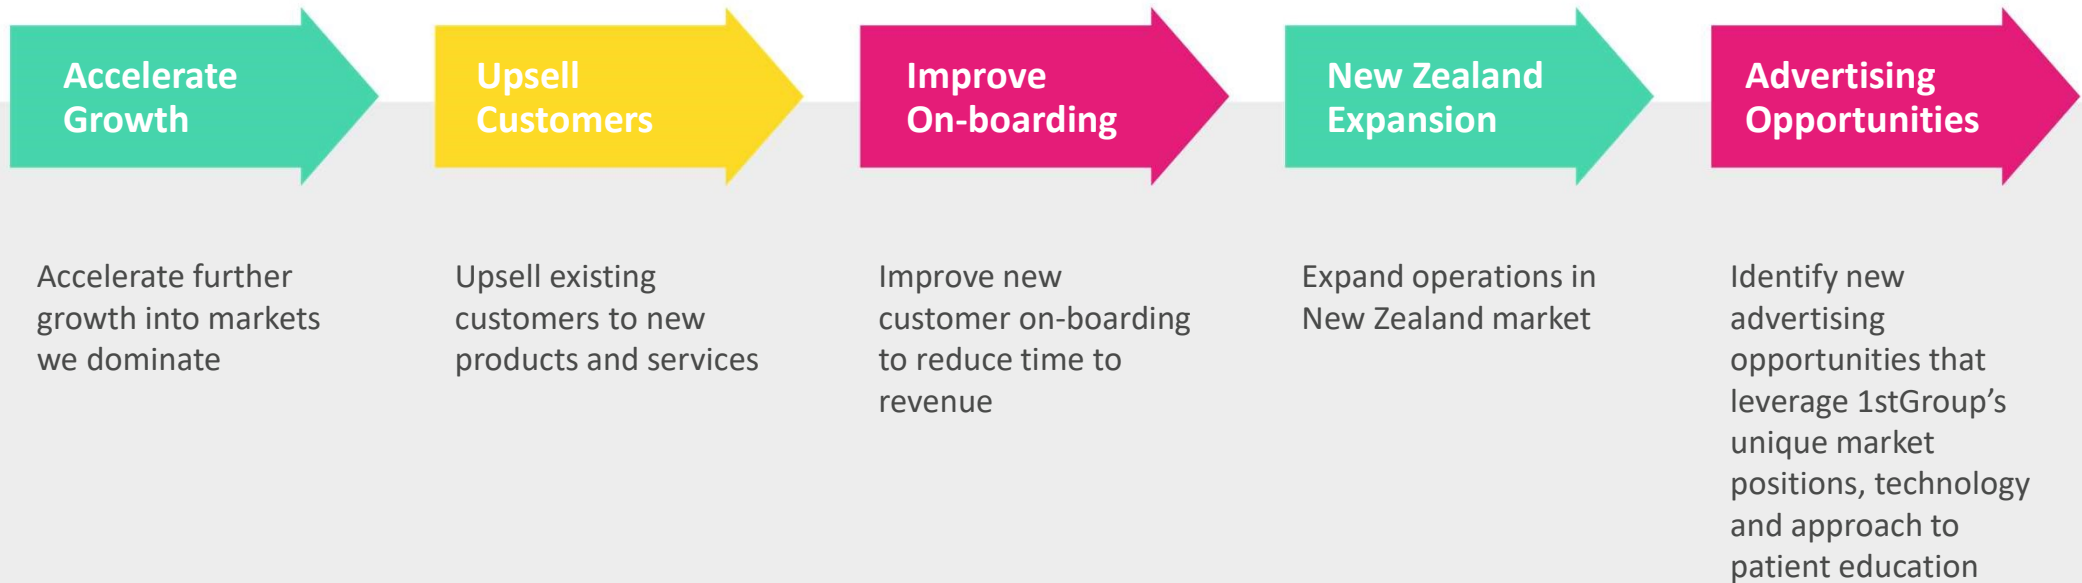 Accelerate
Growth
Upsell
Customers
Improve
On-boarding
New Zealand
Expansion
Advertising
Opportunities
Accelerate further
growth into markets
we dominate
Upsell existing
customers to new
products and services
Improve new
customer on-boarding
to reduce time to
revenue
Expand operations in
New Zealand market
Identify new
advertising
opportunities that
leverage 1stGroup’s
unique market
positions, technology
and approach to
patient education